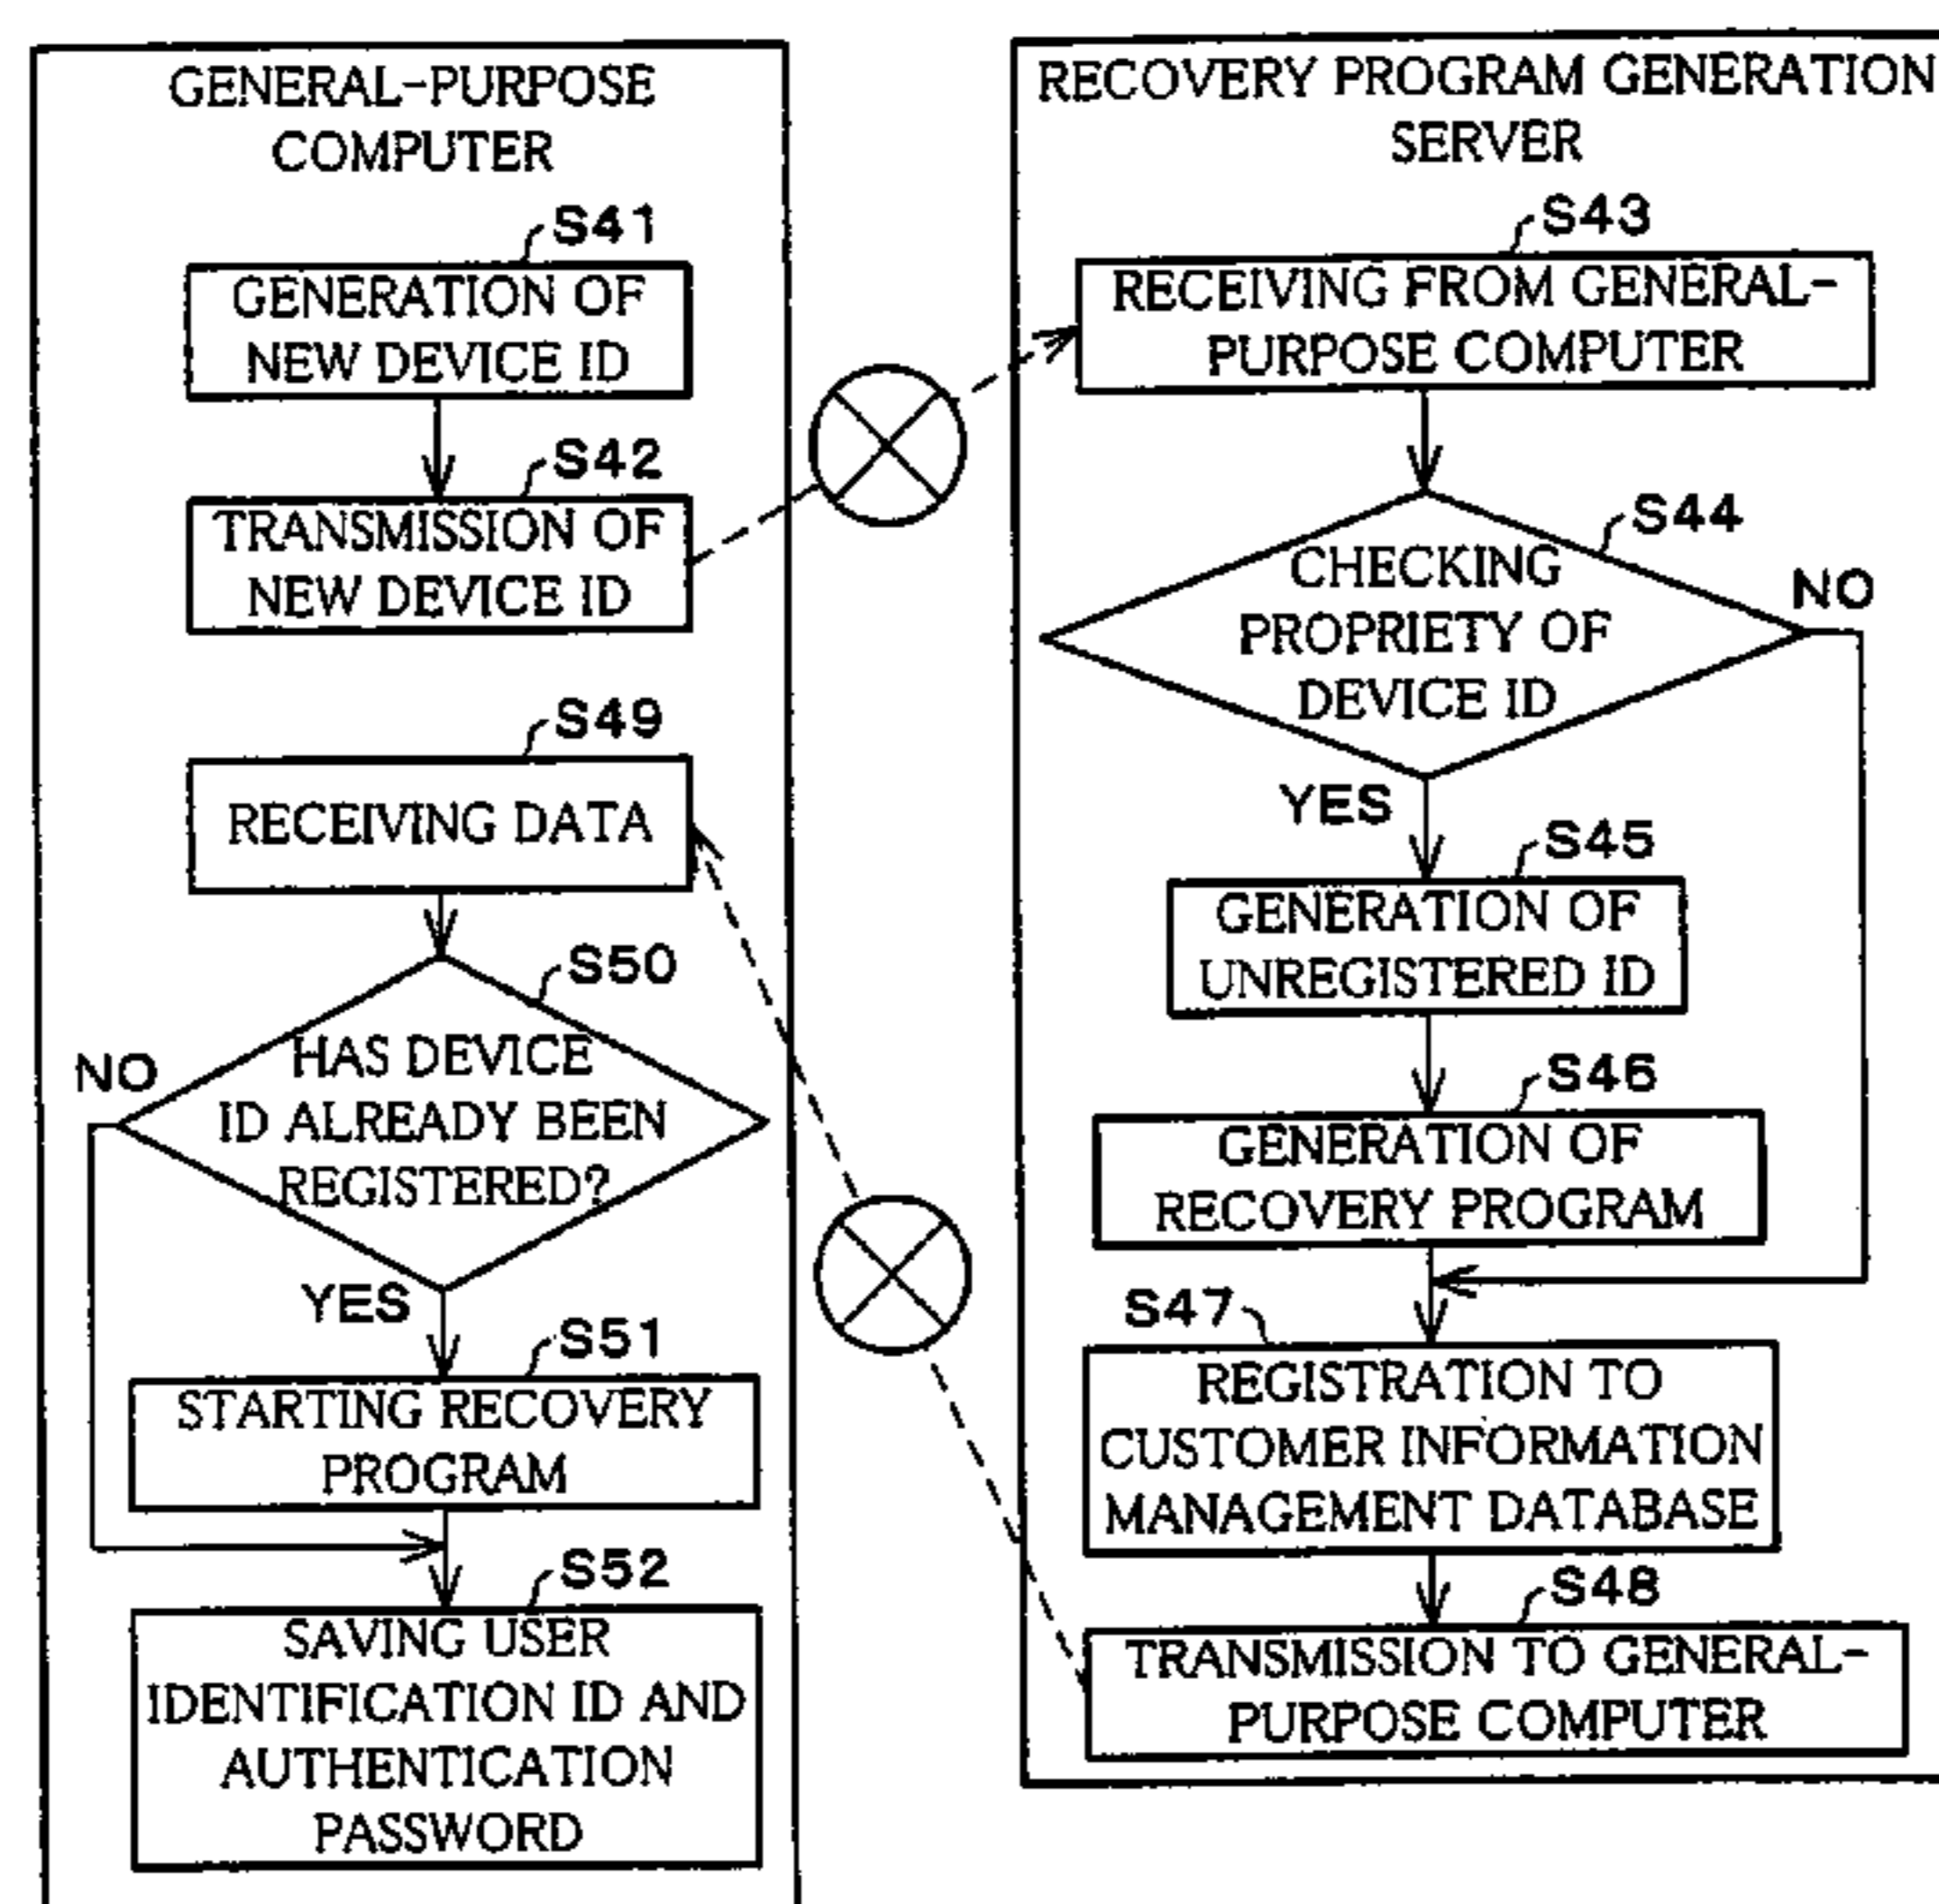 GENERAL-PURPOSE
COMPUTER
S41
GENERATION OF
NEW DEVICE ID
S42
TRANSMISSION OF
NEW DEVICE ID
S49
RECEIVING DATA
S50
HAS DEVICE
ID ALREADY BEEN
REGISTERED?
NO
YES
S51
STARTING RECOVERY
PROGRAM
S52
SAVING USER
IDENTIFICATION ID AND
AUTHENTICATION
PASSWORD
RECOVERY PROGRAM GENERATION
SERVER
S43
RECEIVING FROM GENERAL-
PURPOSE COMPUTER
S44
CHECKING
PROPRIETY OF
DEVICE ID
NO
YES
S45
GENERATION OF
UNREGISTERED ID
S46
GENERATION OF
RECOVERY PROGRAM
S47
REGISTRATION TO
CUSTOMER INFORMATION
MANAGEMENT DATABASE
S48
TRANSMISSION TO GENERAL-
PURPOSE COMPUTER